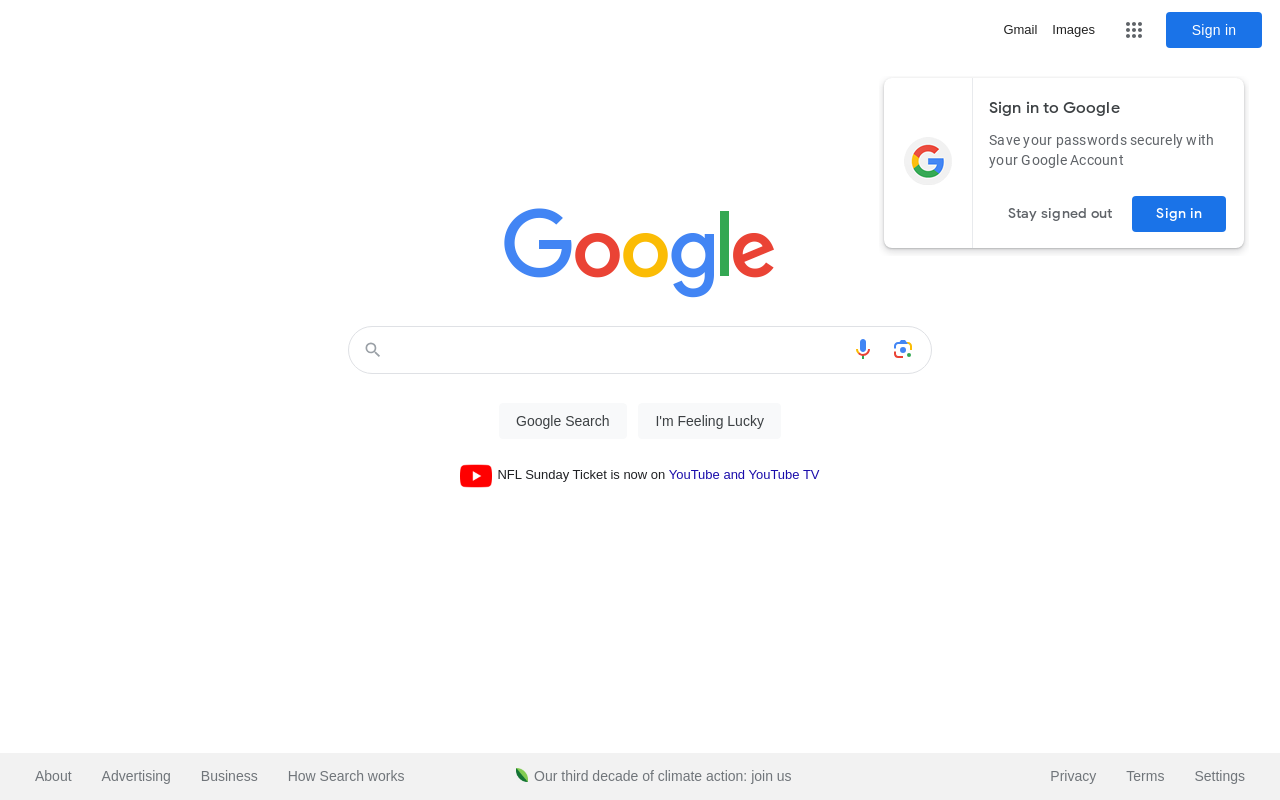 Gmail Images Sign in
Sign in to Google
Save your passwords securely with
your Google Account
Stay signed out Sign in
Google
Google Search I'm Feeling Lucky
NFL Sunday Ticket is now on YouTube and YouTube TV
About Advertising Business How Search works Our third decade of climate action: join us Privacy Terms Settings